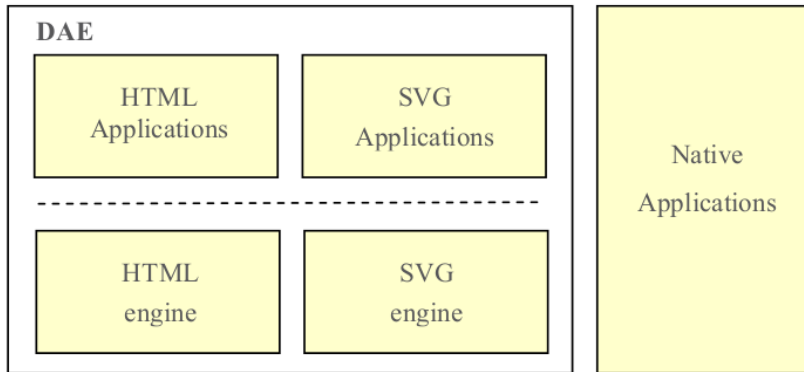 DAE
HTML
Applications
SVG
Applications
Native
Applications
HTML
engine
SVG
engine